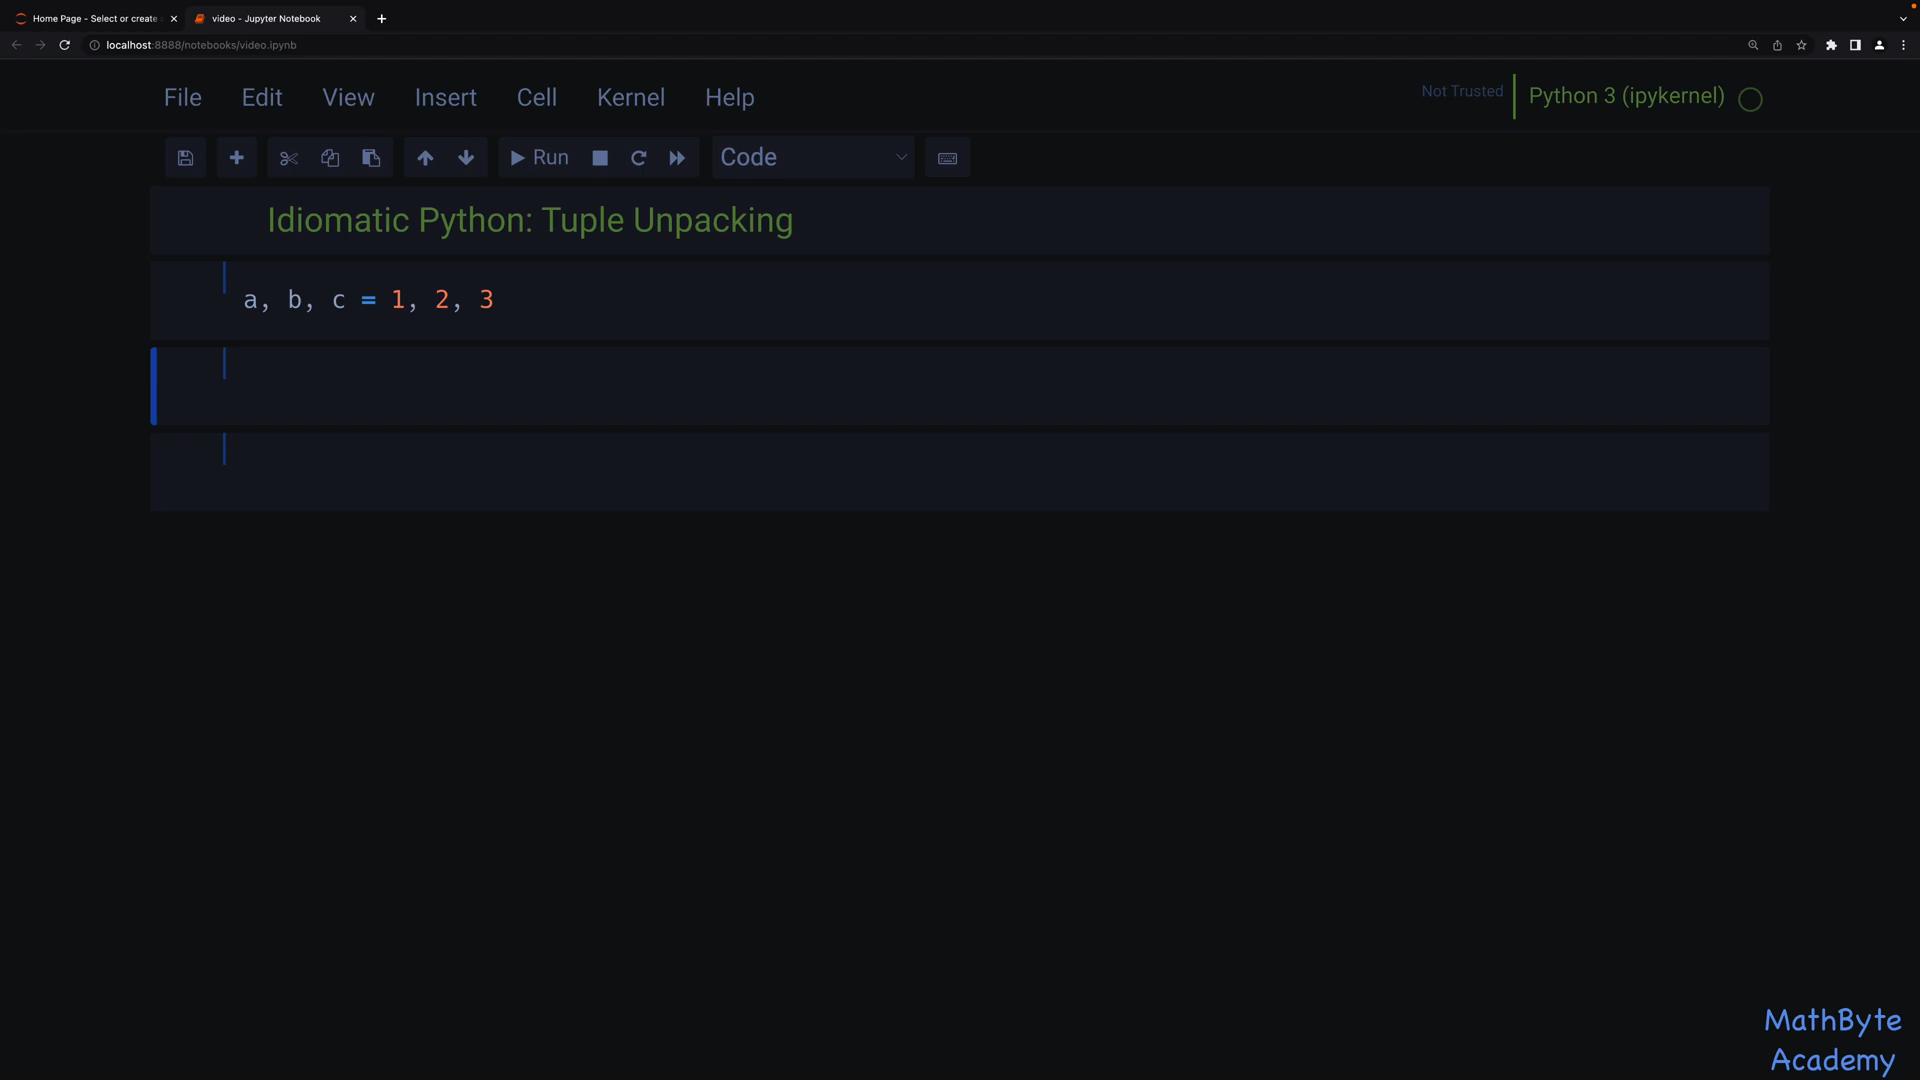 Home Page - Select or create
video - Jupyter Notebook
localhost:8888/notebooks/video.ipynb
File Edit View Insert Cell Kernel Help
Not Trusted
Python 3 (ipykernel)
Run
Code
Idiomatic Python: Tuple Unpacking
a, b, c = 1, 2, 3
MathByte
Academy